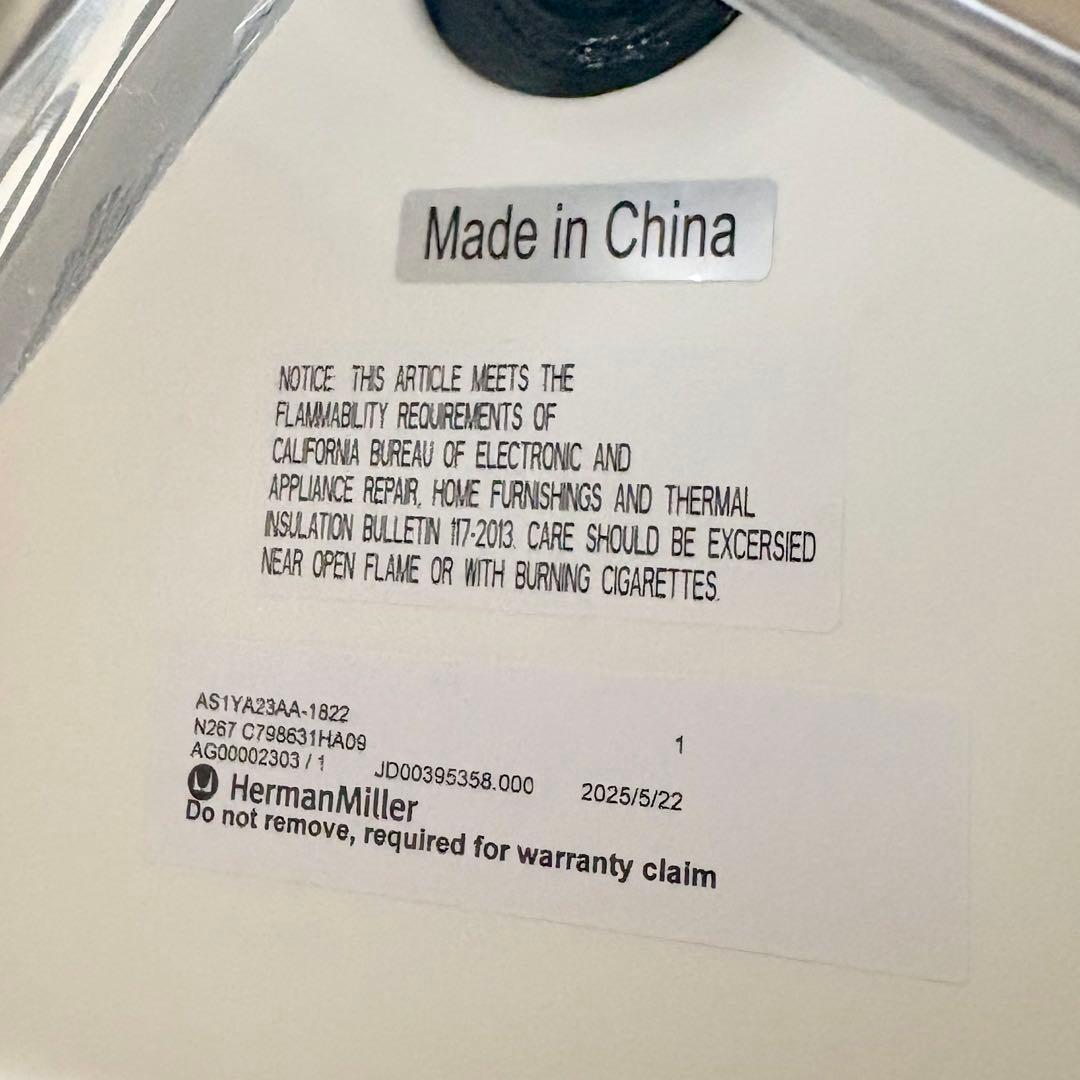 Made in China
NOTICE: THIS ARTICLE MEETS THE
FLAMMABILITY REQUIREMENTS OF
CALIFORNIA BUREAU OF ELECTRONIC AND
APPLIANCE REPAIR, HOME FURNISHINGS AND THERMAL
INSULATION BULLETIN 117-2013. CARE SHOULD BE EXCERSIED
NEAR OPEN FLAME OR WITH BURNING CIGARETTES.
AS1YA23AA-1822
N267 C798631HA09 1
AG00002303 / 1 JD00395358.000 2025/5/22
HermanMiller
Do not remove, required for warranty claim